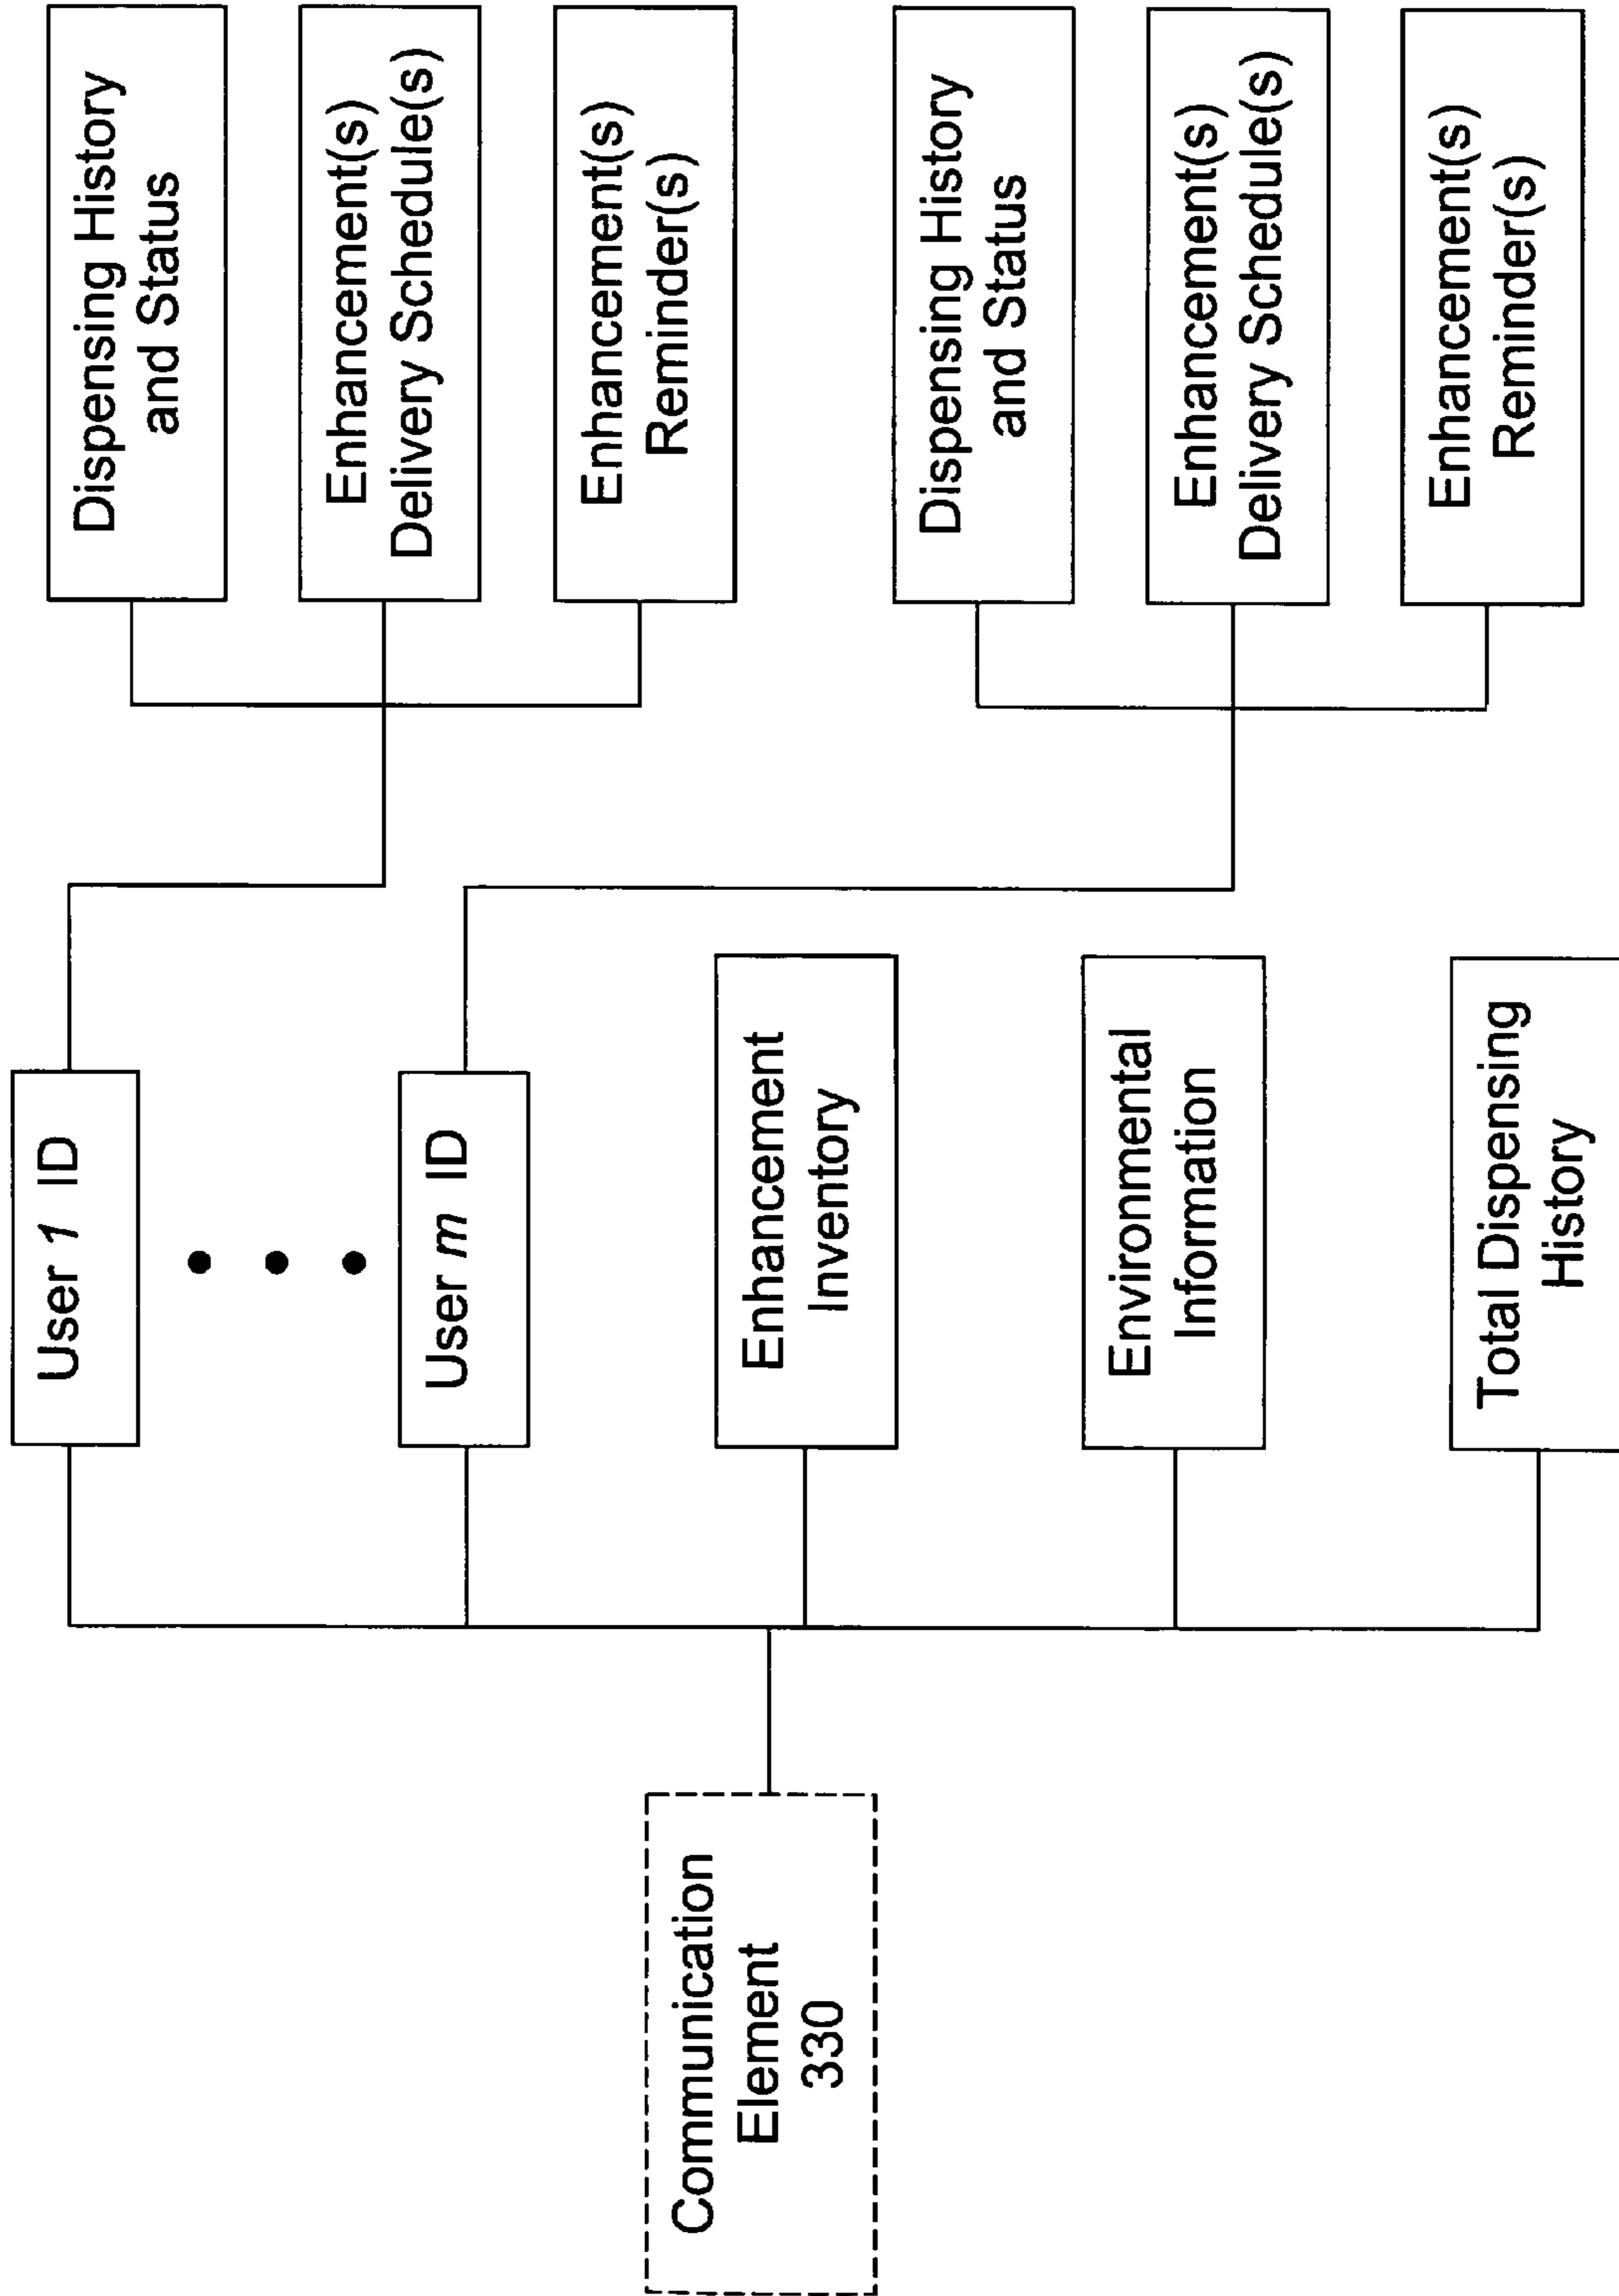 Communication
Element
330
User 1 ID
User m ID
Enhancement
Inventory
Environmental
Information
Total Dispensing
History
Dispensing History
and Status
Enhancement(s)
Delivery Schedule(s)
Enhancement(s)
Reminder(s)
Dispensing History
and Status
Enhancement(s)
Delivery Schedule(s)
Enhancement(s)
Reminder(s)